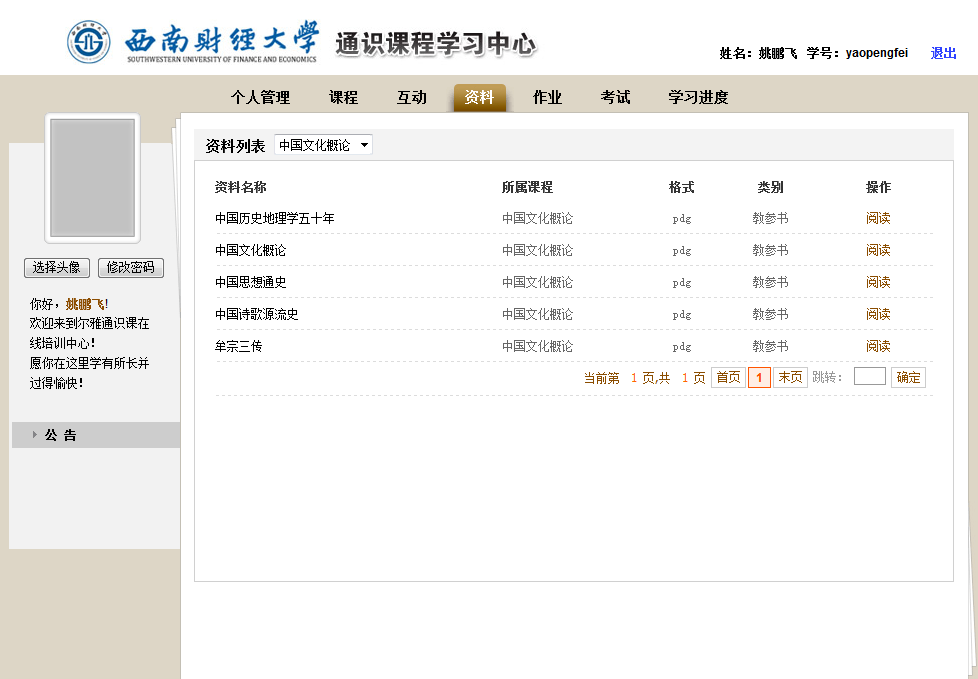 西南财经大学 通识课程学习中心
SOUTHWESTERN UNIVERSITY OF FINANCE AND ECONOMICS
姓名：姚鹏飞 学号：yaopengfei 退出
个人管理 课程 互动 资料 作业 考试 学习进度
资料列表 中国文化概论
资料名称 所属课程 格式 类别 操作
中国历史地理学五十年 中国文化概论 pdg 教参书 阅读
中国文化概论 中国文化概论 pdg 教参书 阅读
中国思想通史 中国文化概论 pdg 教参书 阅读
中国诗歌源流史 中国文化概论 pdg 教参书 阅读
牟宗三传 中国文化概论 pdg 教参书 阅读
当前第 1 页,共 1 页 首页 1 末页 跳转： 确定
选择头像 修改密码
你好，姚鹏飞!
欢迎来到尔雅通识课在
线培训中心!
愿你在这里学有所长并
过得愉快!
公 告